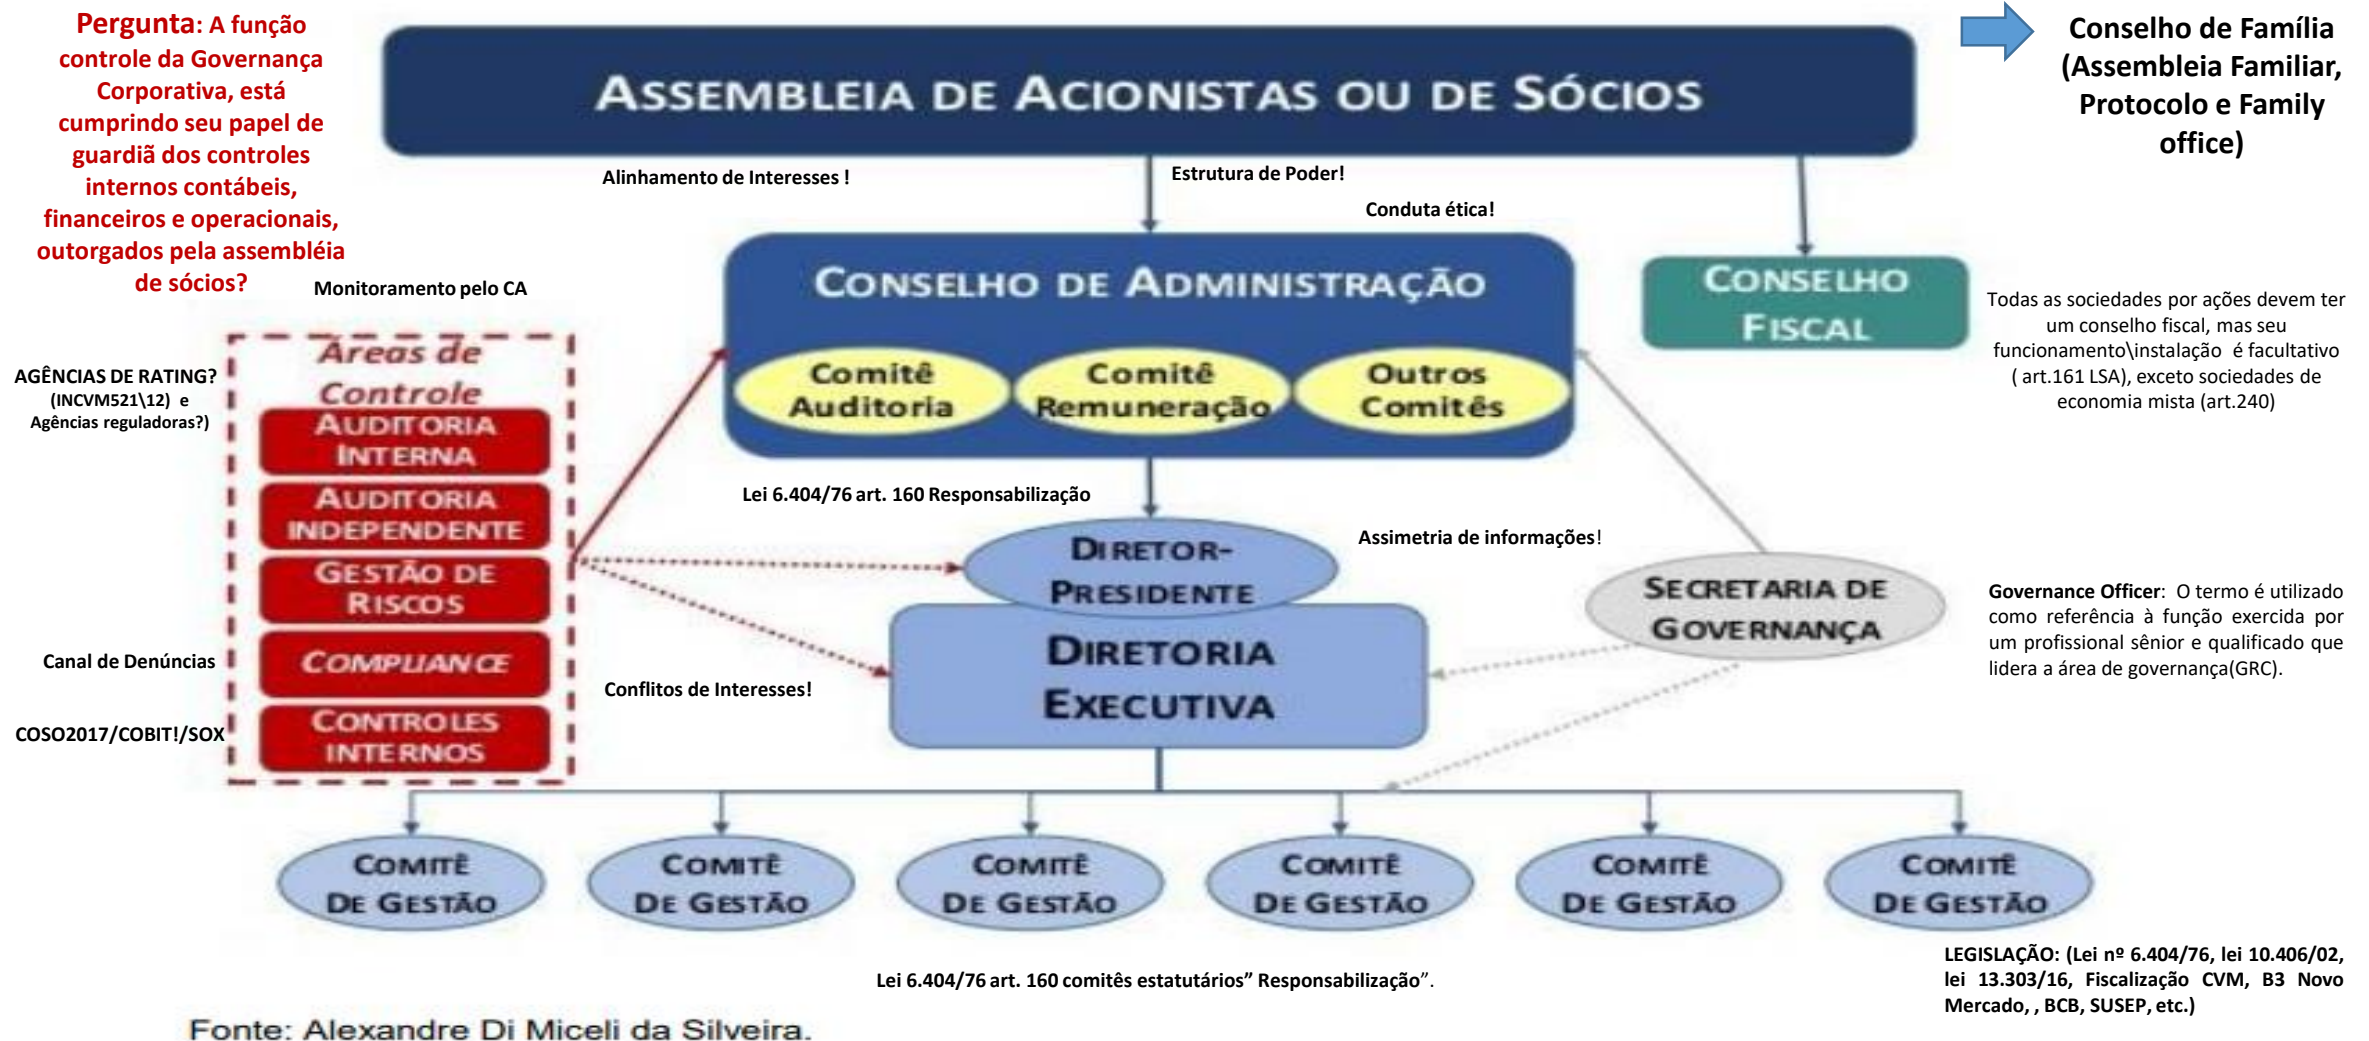 Pergunta: A função
controle da Governança
Corporativa, está
cumprindo seu papel de
guardiã dos controles
internos contábeis,
financeiros e operacionais,
outorgados pela assembléia
de sócios?
ASSEMBLEIA DE ACIONISTAS OU DE SÓCIOS
Conselho de Família
(Assembleia Familiar,
Protocolo e Family
office)
Alinhamento de Interesses !
Estrutura de Poder!
Conduta ética!
Monitoramento pelo CA
CONSELHO DE ADMINISTRAÇÃO
Comitê
Auditoria
Comitê
Remuneração
Outros
Comitês
CONSELHO
FISCAL
Todas as sociedades por ações devem ter
um conselho fiscal, mas seu
funcionamento\instalação é facultativo
( art.161 LSA), exceto sociedades de
economia mista (art.240)
Áreas de
Controle
AGÊNCIAS DE RATING?
(INCVM521\12) e
Agências reguladoras?)
AUDITORIA
INTERNA
AUDITORIA
INDEPENDENTE
GESTÃO DE
RISCOS
Canal de Denúncias
COMPLIANCE
COSO2017/COBIT!/SOX
CONTROLES
INTERNOS
Lei 6.404/76 art. 160 Responsabilização
DIRETOR-
PRESIDENTE
Assimetria de informações!
DIRETORIA
EXECUTIVA
Conflitos de Interesses!
SECRETARIA DE
GOVERNANÇA
Governance Officer: O termo é utilizado
como referência à função exercida por
um profissional sênior e qualificado que
lidera a área de governança(GRC).
COMITÊ
DE GESTÃO
COMITÊ
DE GESTÃO
COMITÊ
DE GESTÃO
COMITÊ
DE GESTÃO
COMITÊ
DE GESTÃO
COMITÊ
DE GESTÃO
Lei 6.404/76 art. 160 comitês estatutários” Responsabilização”.
LEGISLAÇÃO: (Lei nº 6.404/76, lei 10.406/02,
lei 13.303/16, Fiscalização CVM, B3 Novo
Mercado, , BCB, SUSEP, etc.)
Fonte: Alexandre Di Miceli da Silveira.